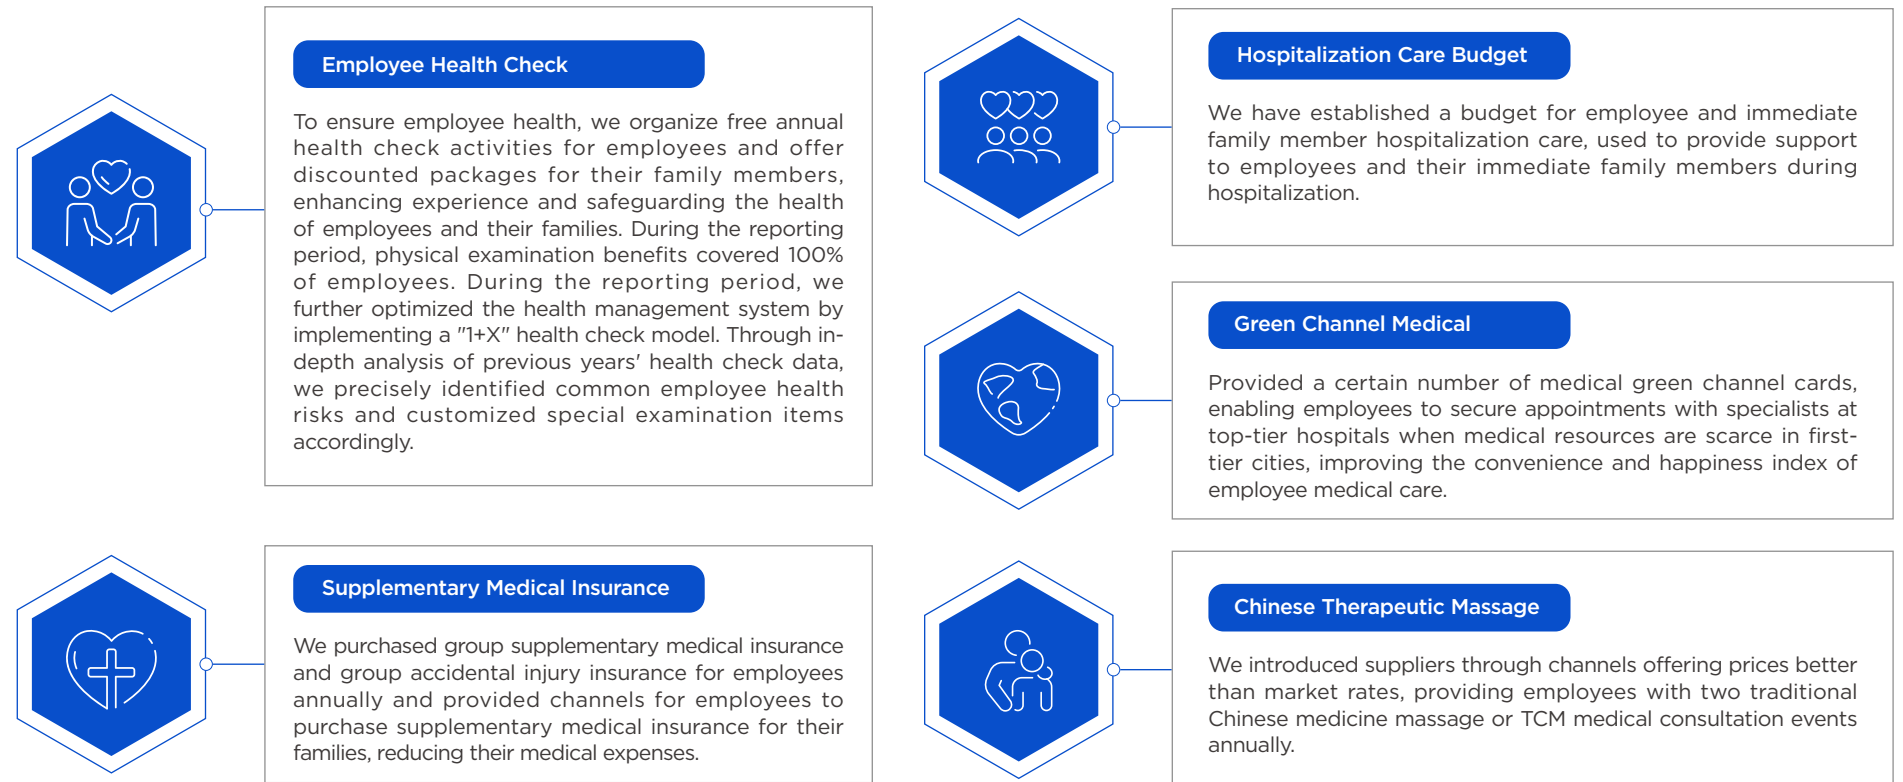 Employee Health Check
To ensure employee health, we organize free annual
health check activities for employees and offer
discounted packages for their family members,
enhancing experience and safeguarding the health
of employees and their families. During the reporting
period, physical examination benefits covered 100%
of employees. During the reporting period, we
further optimized the health management system by
implementing a "1+X" health check model. Through in-
depth analysis of previous years' health check data,
we precisely identified common employee health
risks and customized special examination items
accordingly.
Supplementary Medical Insurance
We purchased group supplementary medical insurance
and group accidental injury insurance for employees
annually and provided channels for employees to
purchase supplementary medical insurance for their
families, reducing their medical expenses.
Hospitalization Care Budget
We have established a budget for employee and immediate
family member hospitalization care, used to provide support
to employees and their immediate family members during
hospitalization.
Green Channel Medical
Provided a certain number of medical green channel cards,
enabling employees to secure appointments with specialists at
top-tier hospitals when medical resources are scarce in first-
tier cities, improving the convenience and happiness index of
employee medical care.
Chinese Therapeutic Massage
We introduced suppliers through channels offering prices better
than market rates, providing employees with two traditional
Chinese medicine massage or TCM medical consultation events
annually.